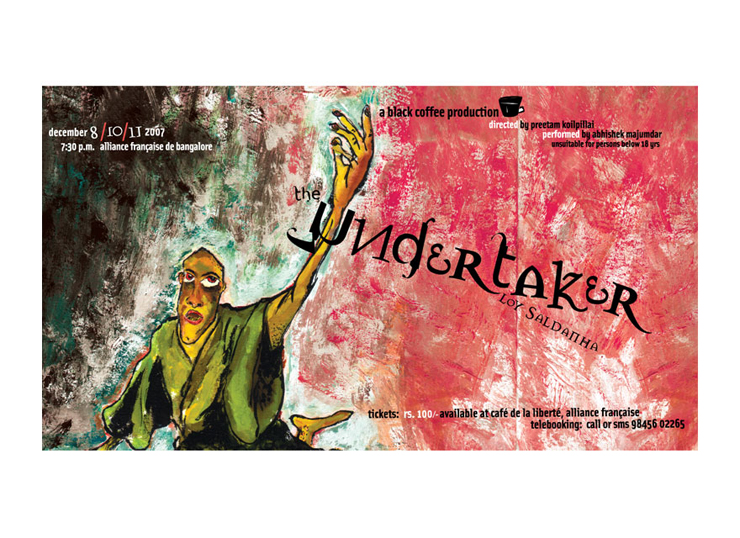 december 8/10/11 2007
7:30 p.m. alliance française de bangalore
a black coffee production
directed by preetam koilpillai
performed by abhishek majumdar
unsuitable for persons below 18 yrs
the
UNDERTAKER
LOY SALDANHA
tickets: rs. 100/- available at café de la liberté, alliance française
telebooking: call or sms 98456 02265